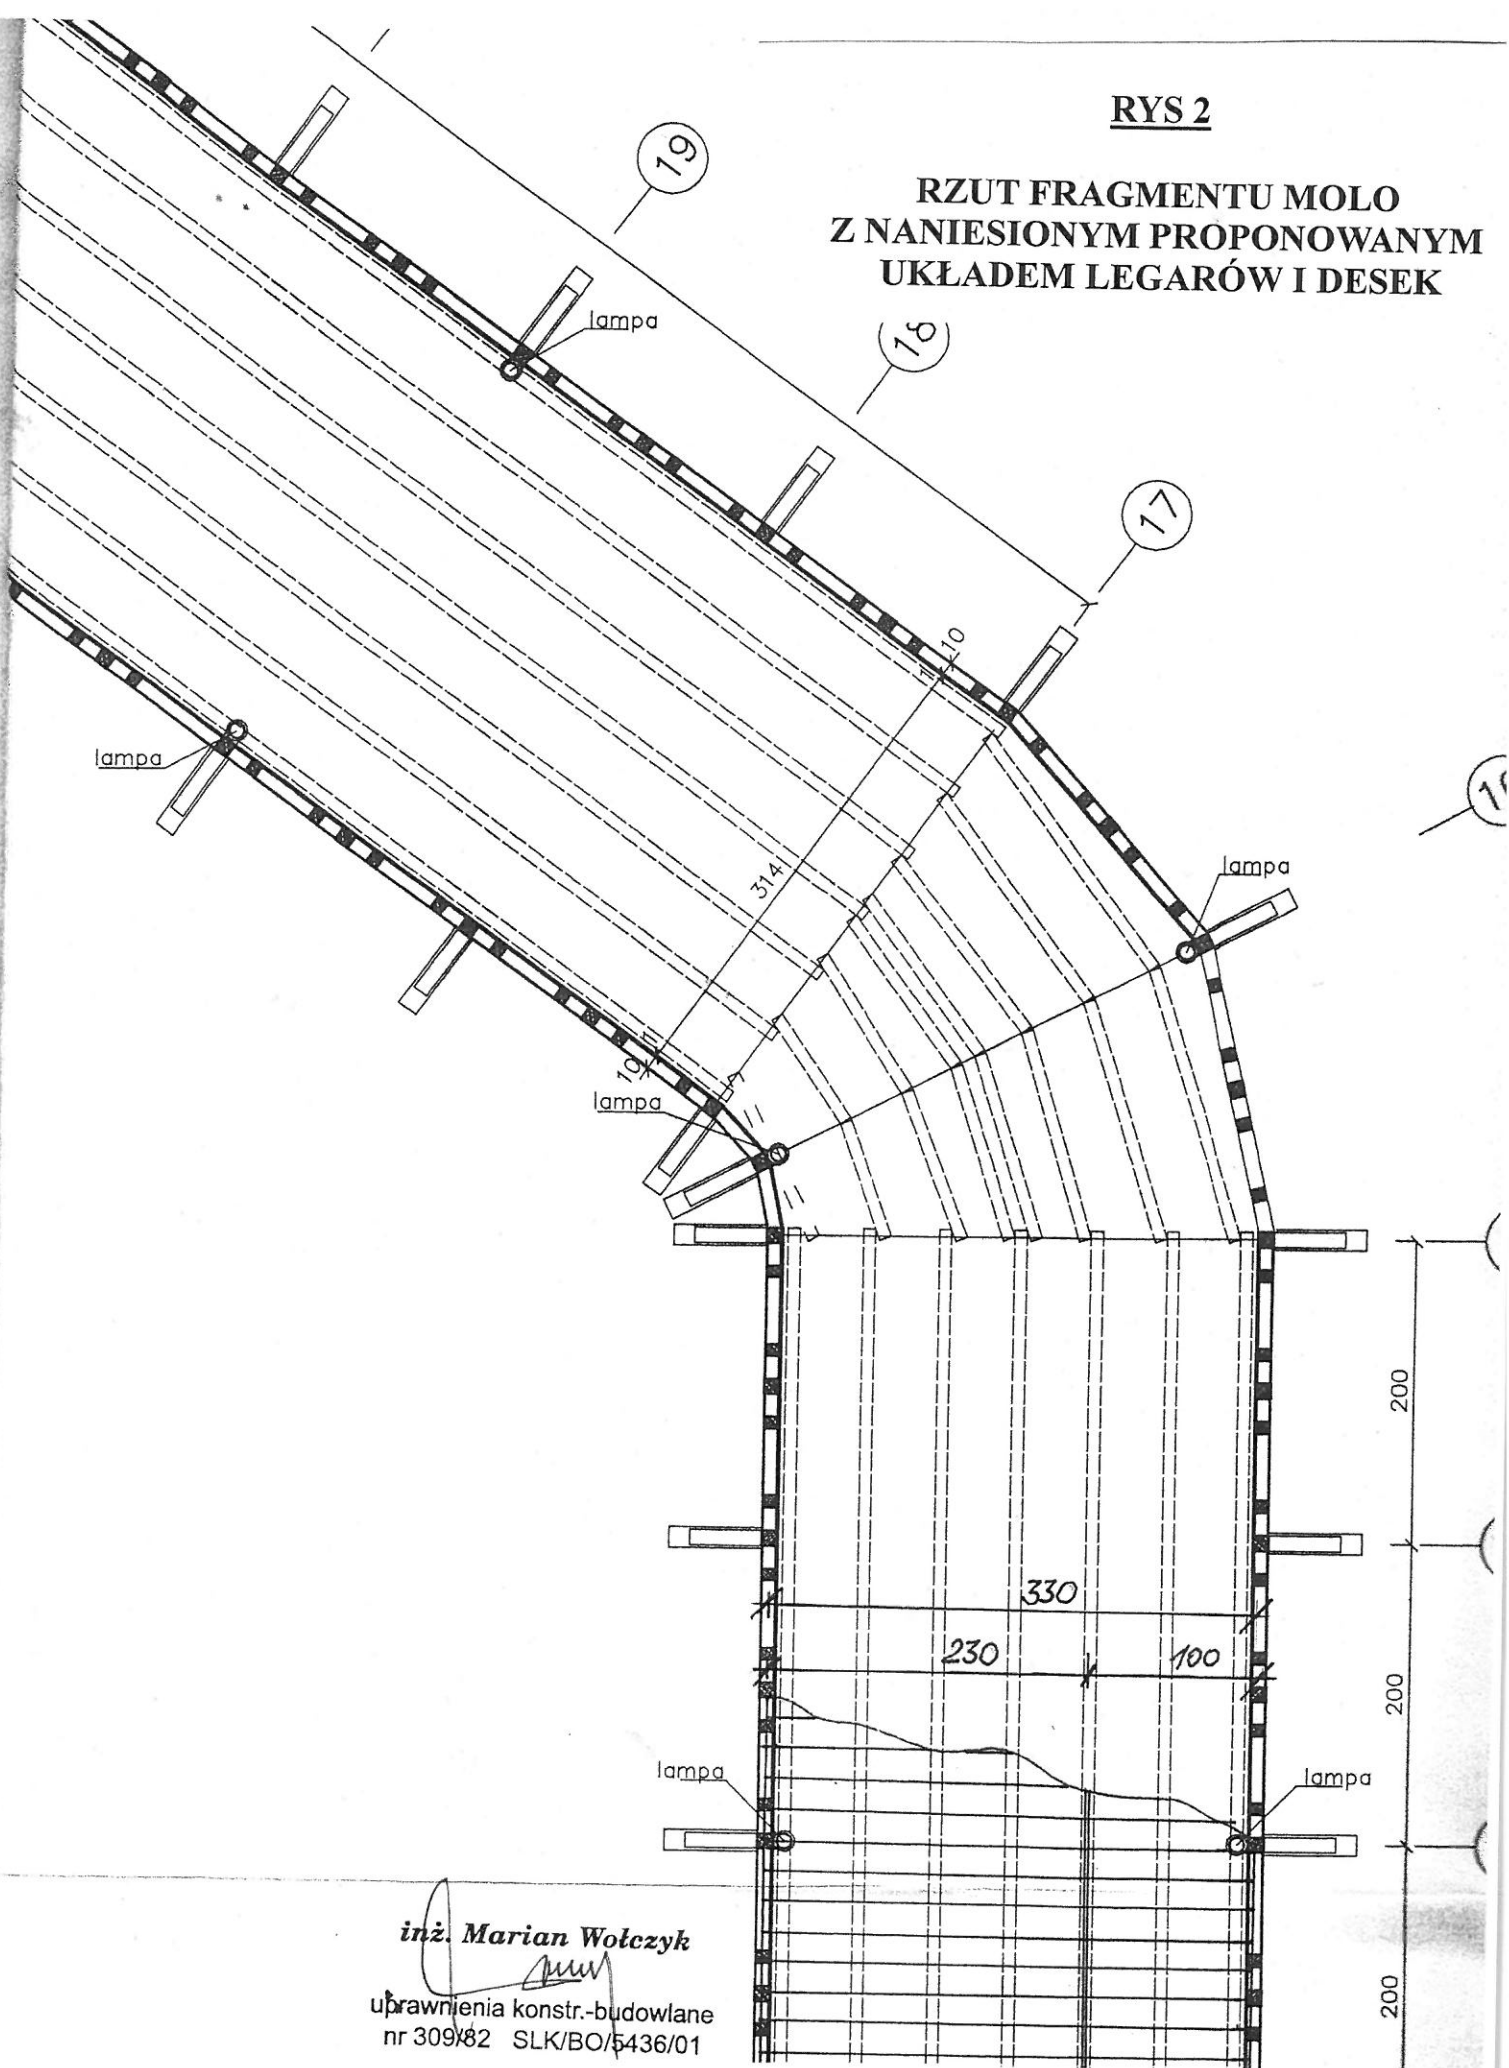 RYS 2
RZUT FRAGMENTU MOLO
Z NANIESIONYM PROPONOWANYM
UKŁADEM LEGARÓW I DESEK
19
lampa
18
17
10
lampa
314
lampa
10
lampa
200
330
230
100
200
lampa
lampa
200
inż. Marian Wołczyk
uprawnienia konstr.-budowlane
nr 309/82 SLK/BO/5436/01